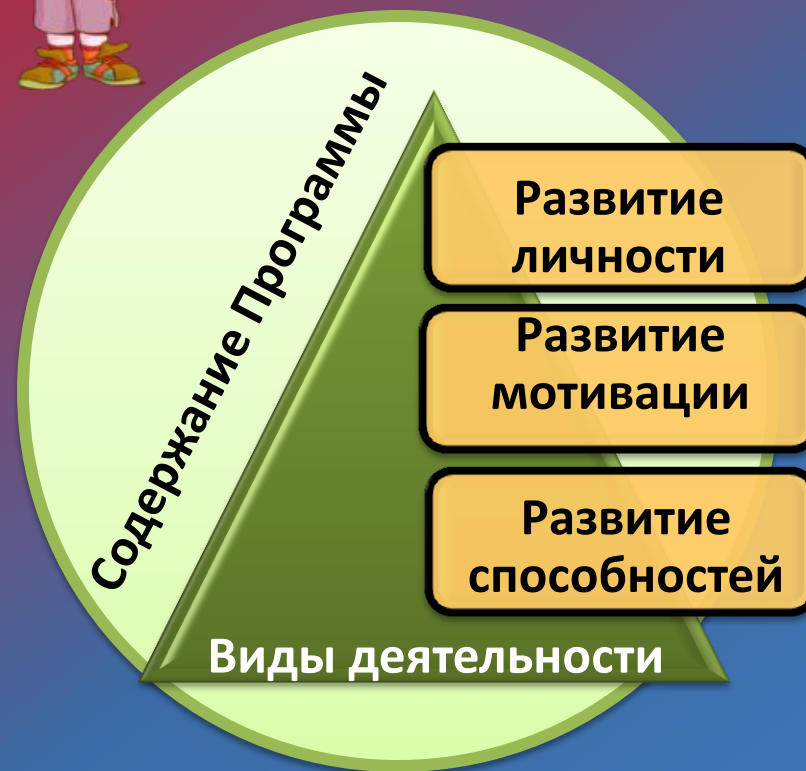 Содержание Программы
Развитие
личности
Развитие
мотивации
Развитие
способностей
Виды деятельности